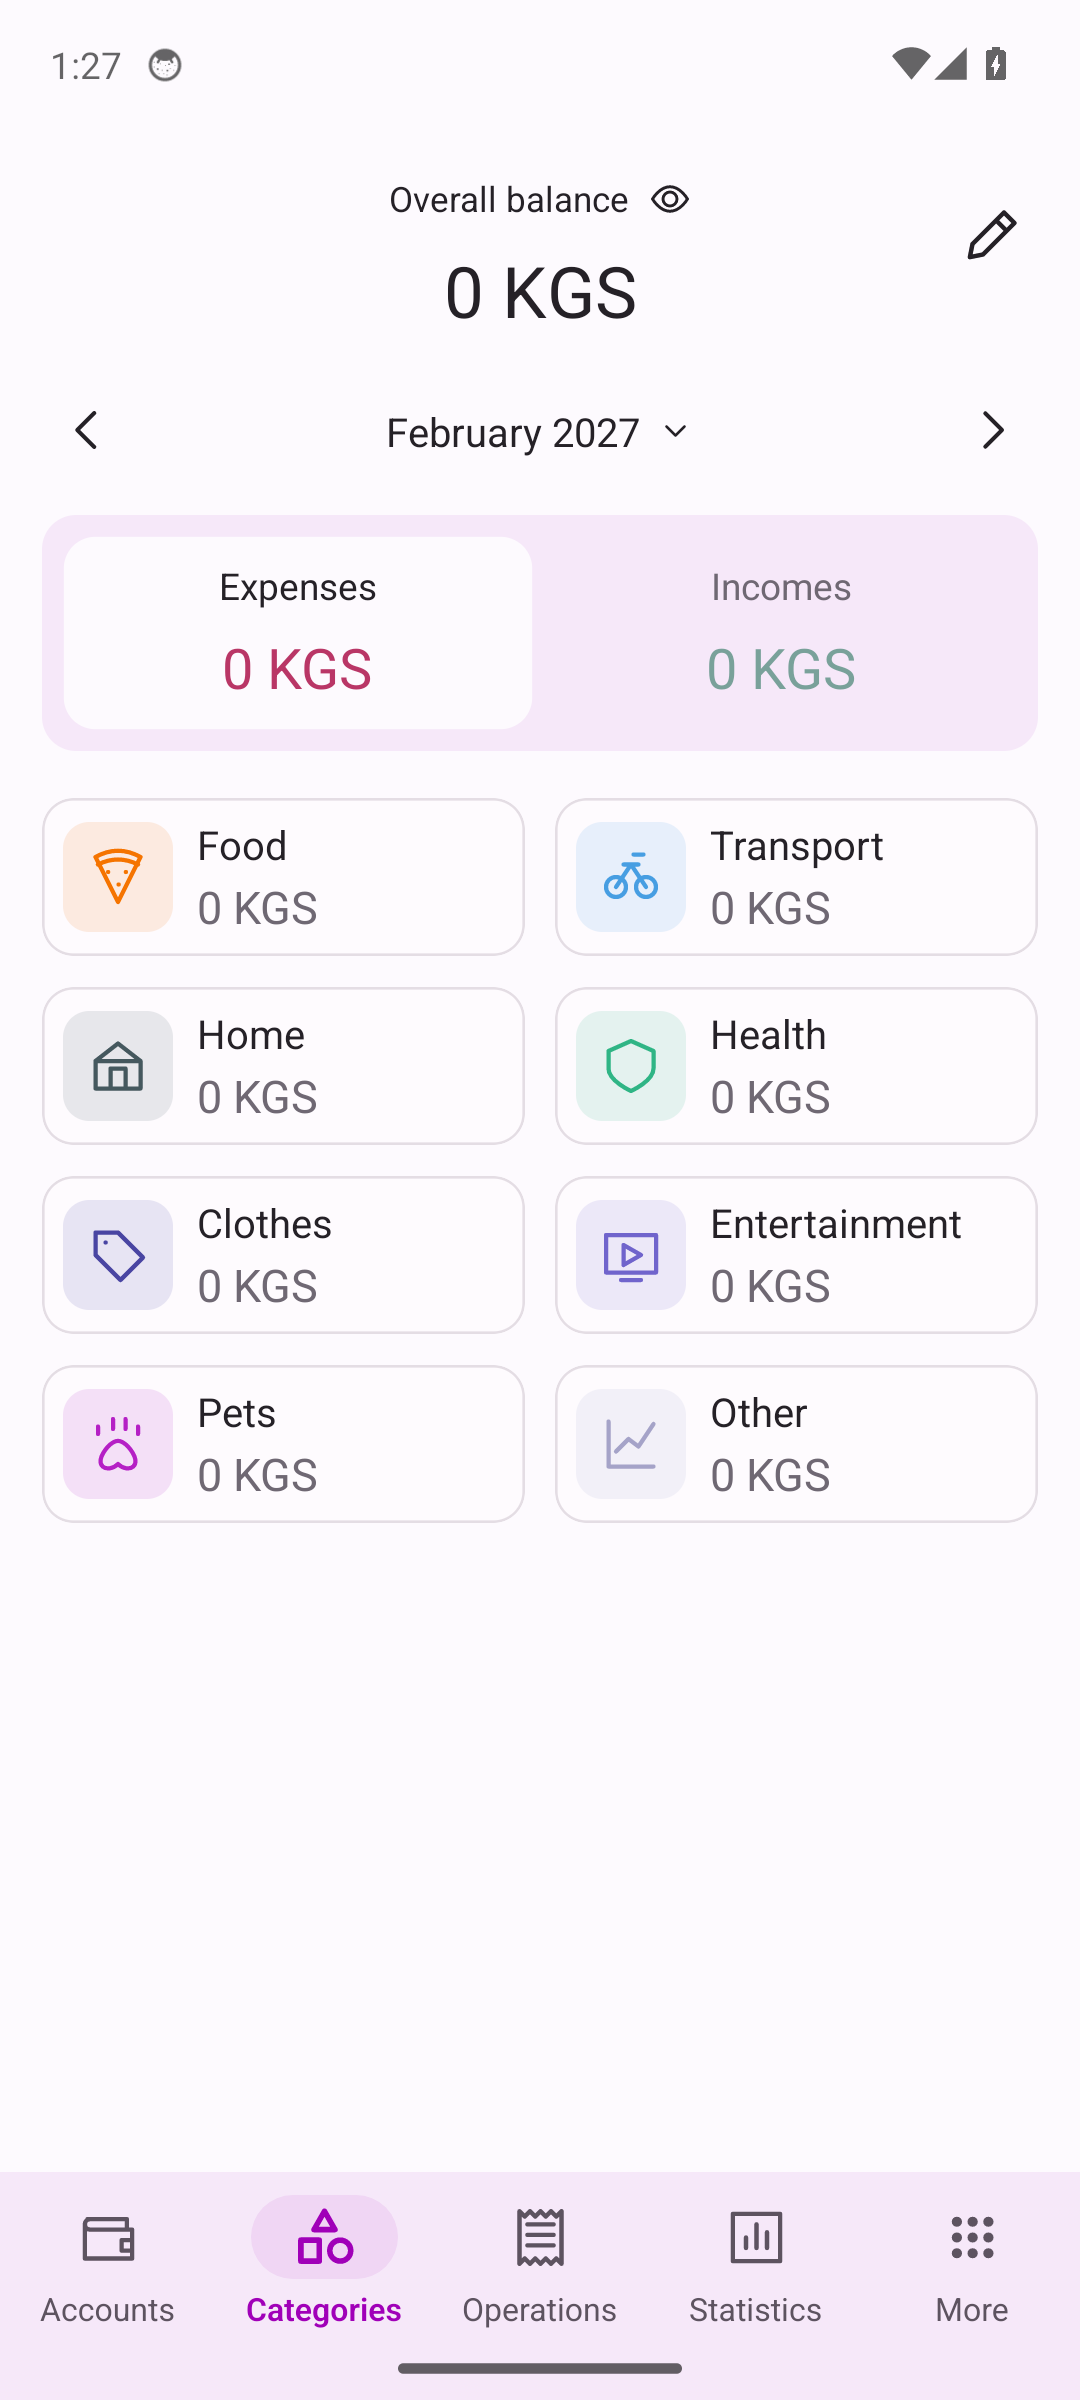 1:27
Overall balance
0 KGS
February 2027
Expenses
0 KGS
Incomes
0 KGS
Food
0 KGS
Transport
0 KGS
Home
0 KGS
Health
0 KGS
Clothes
0 KGS
Entertainment
0 KGS
Pets
0 KGS
Other
0 KGS
Accounts
Categories
Operations
Statistics
More